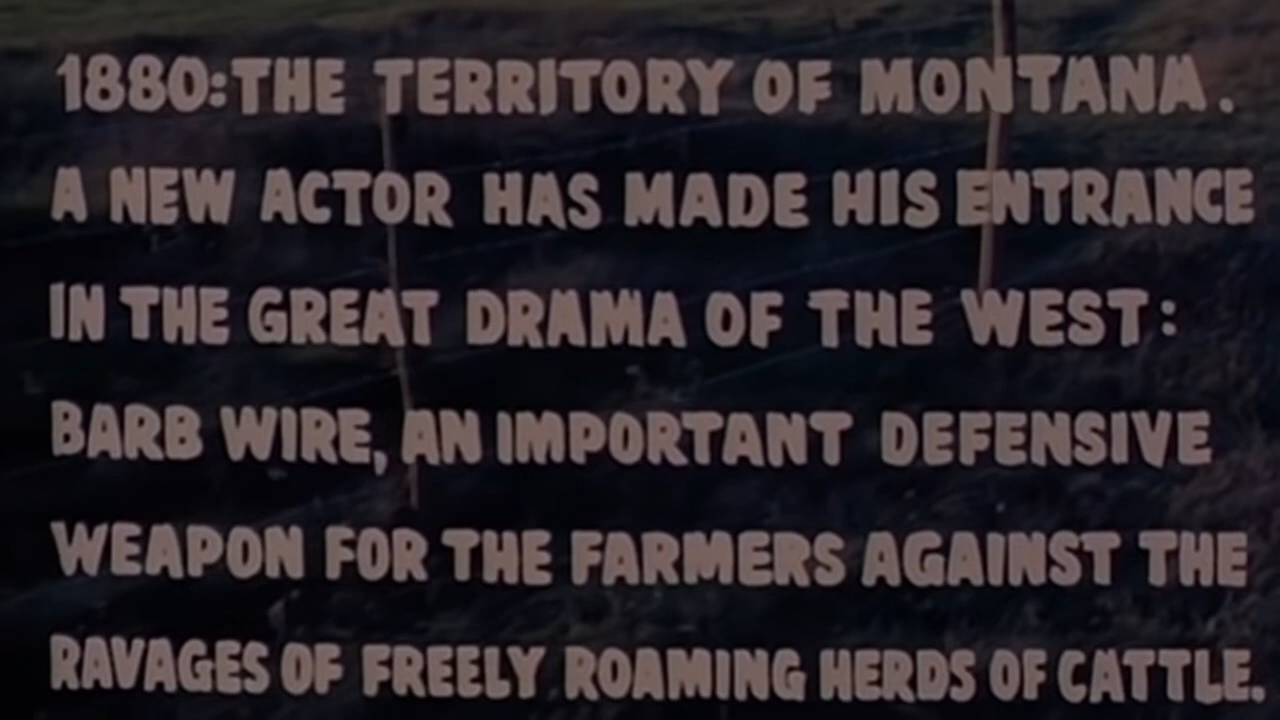 1880:THE TERRITORY OF MONTANA.
A NEW ACTOR HAS MADE HIS ENTRANCE
IN THE GREAT DRAMA OF THE WEST:
BARB WIRE, AN IMPORTANT DEFENSIVE
WEAPON FOR THE FARMERS AGAINST THE
RAVAGES OF FREELY ROAMING HERDS OF CATTLE.